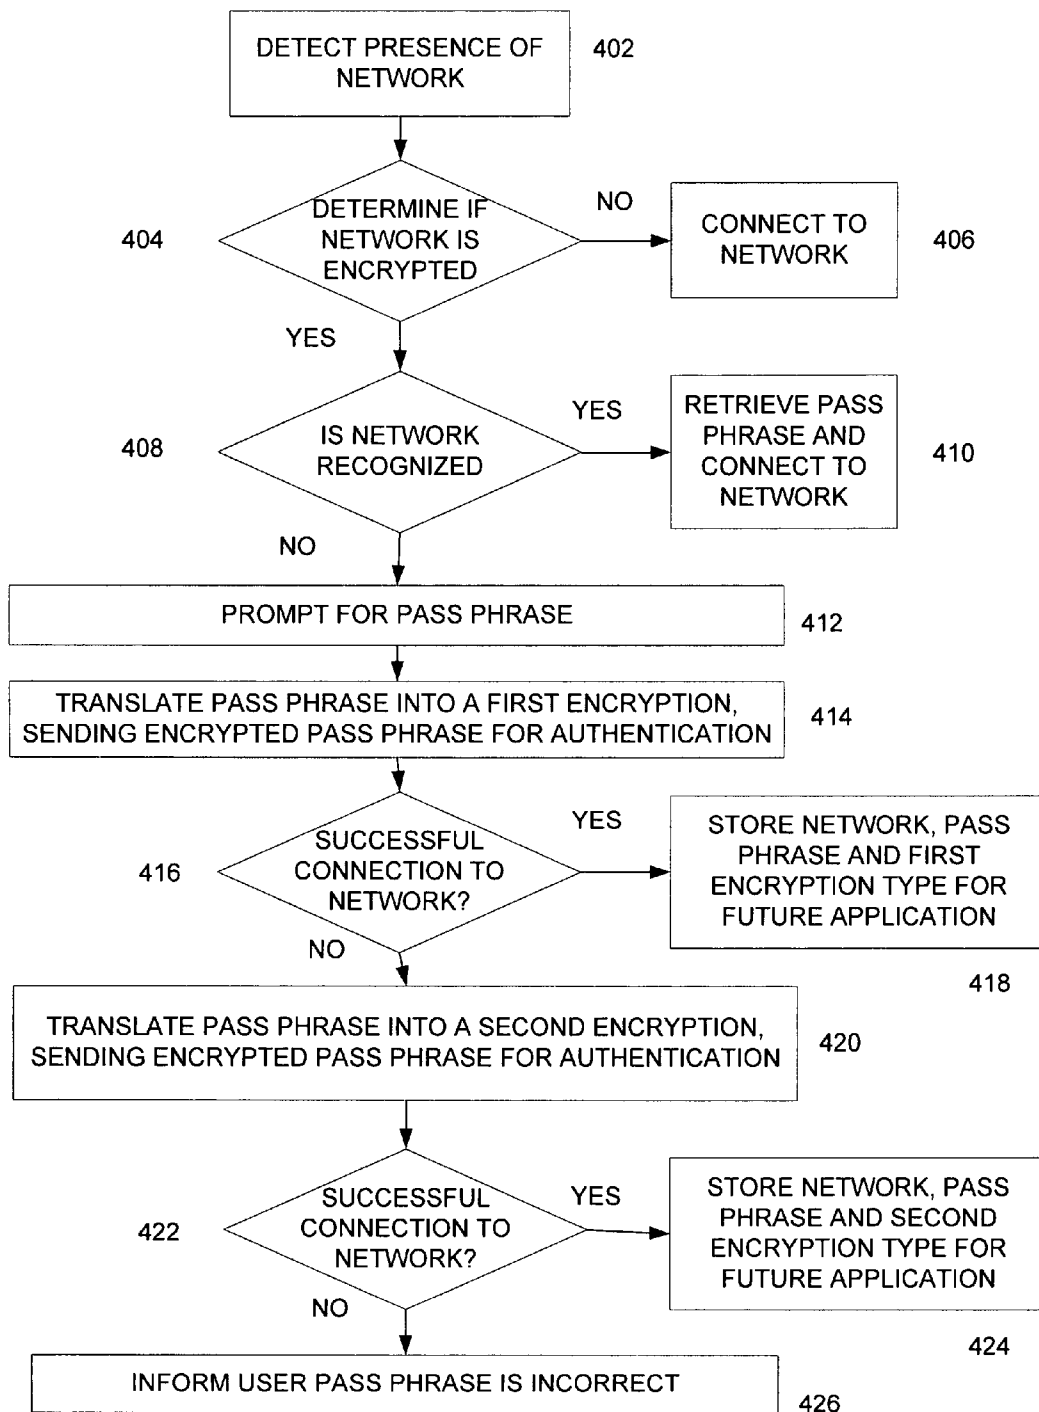 DETECT PRESENCE OF
NETWORK
402
DETERMINE IF
NETWORK IS
ENCRYPTED
404
NO
CONNECT TO
NETWORK
406
YES
IS NETWORK
RECOGNIZED
408
YES
RETRIEVE PASS
PHRASE AND
CONNECT TO
NETWORK
410
NO
PROMPT FOR PASS PHRASE
412
TRANSLATE PASS PHRASE INTO A FIRST ENCRYPTION,
SENDING ENCRYPTED PASS PHRASE FOR AUTHENTICATION
414
SUCCESSFUL
CONNECTION TO
NETWORK?
416
YES
STORE NETWORK, PASS
PHRASE AND FIRST
ENCRYPTION TYPE FOR
FUTURE APPLICATION
418
NO
TRANSLATE PASS PHRASE INTO A SECOND ENCRYPTION,
SENDING ENCRYPTED PASS PHRASE FOR AUTHENTICATION
420
SUCCESSFUL
CONNECTION TO
NETWORK?
422
YES
STORE NETWORK, PASS
PHRASE AND SECOND
ENCRYPTION TYPE FOR
FUTURE APPLICATION
424
NO
INFORM USER PASS PHRASE IS INCORRECT
426